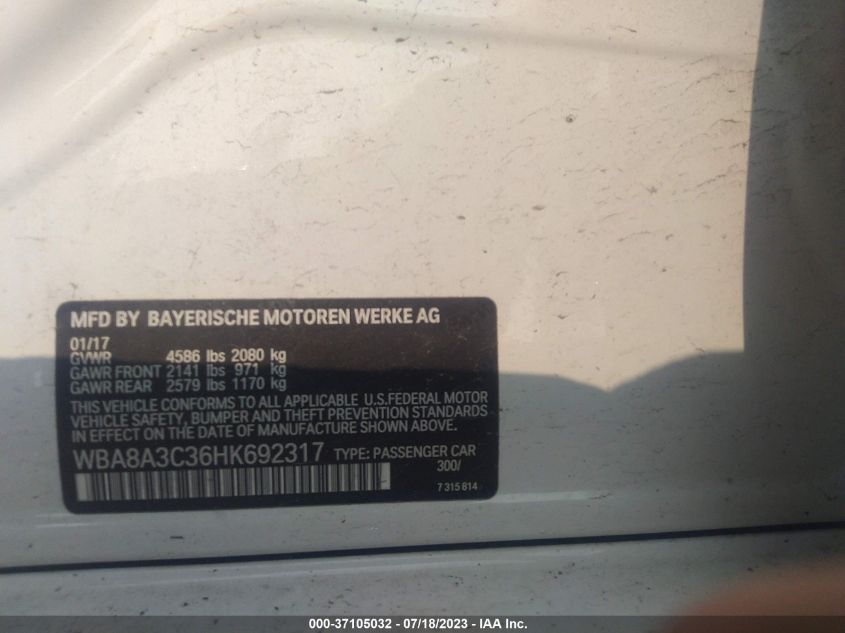 MFD BY BAYERISCHE MOTOREN WERKE AG
01/17
GVWR 4586 lbs 2080 kg
GAWR FRONT 2141 lbs 971 kg
GAWR REAR 2579 lbs 1170 kg
THIS VEHICLE CONFORMS TO ALL APPLICABLE U.S.FEDERAL MOTOR
VEHICLE SAFETY, BUMPER AND THEFT PREVENTION STANDARDS
IN EFFECT ON THE DATE OF MANUFACTURE SHOWN ABOVE.
WBA8A3C36HK692317 TYPE: PASSENGER CAR
300/
7 315 814
000-37105032 - 07/18/2023 - IAA Inc.